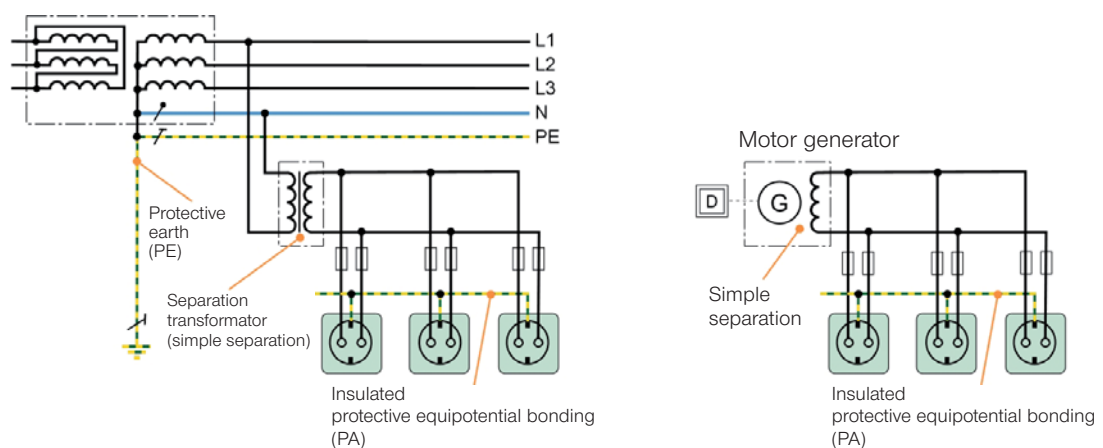 L1
L2
L3
N
PE
Protective
earth
(PE)
Separation
transformator
(simple separation)
Insulated
protective equipotential bonding
(PA)
Motor generator
D
G
Simple
separation
Insulated
protective equipotential bonding
(PA)